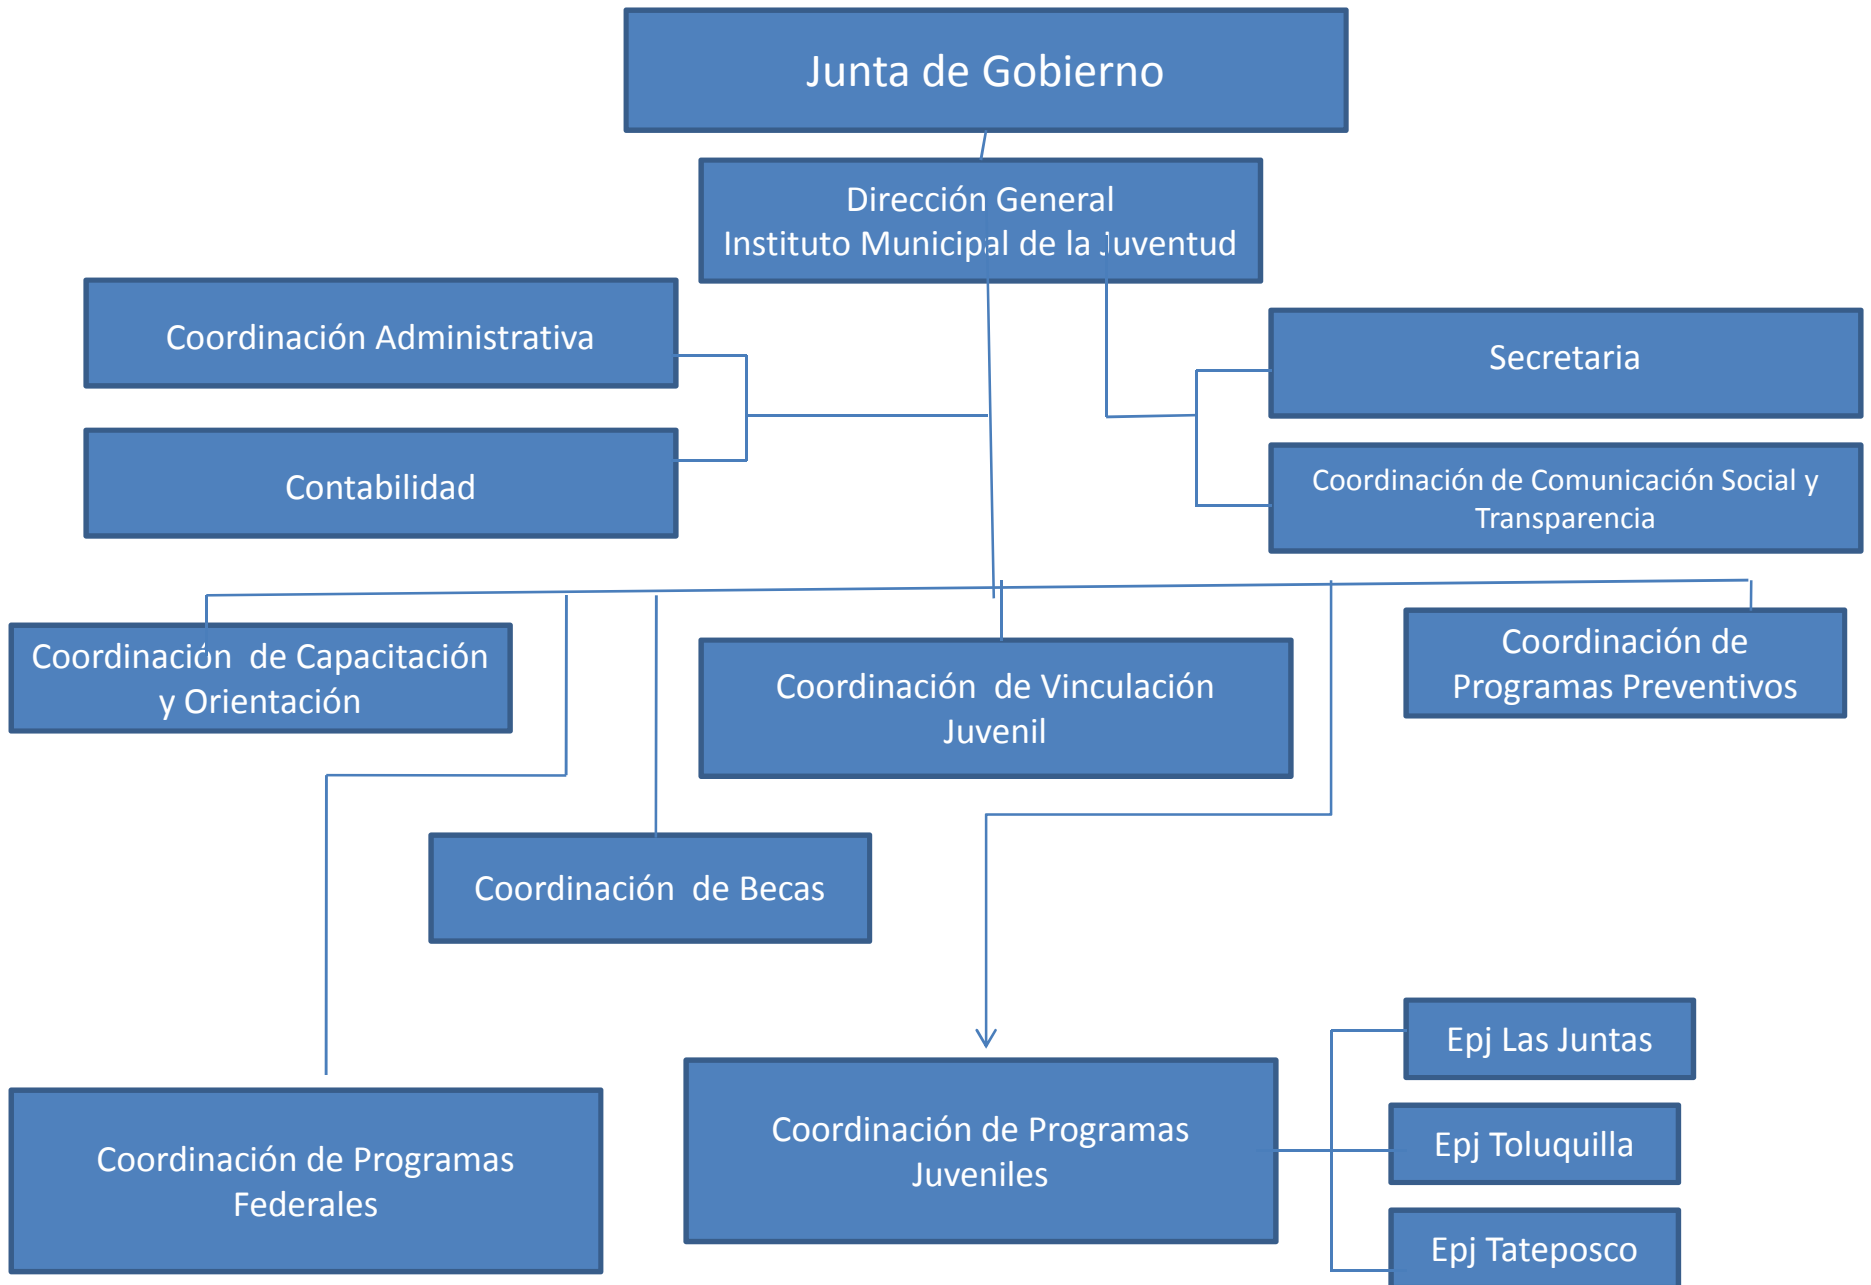 Junta de Gobierno
Dirección General
Instituto Municipal de la Juventud
Coordinación Administrativa
Secretaria
Contabilidad
Coordinación de Comunicación Social y
Transparencia
Coordinación de Capacitación
y Orientación
Coordinación de Vinculación
Juvenil
Coordinación de
Programas Preventivos
Coordinación de Becas
Coordinación de Programas
Federales
Coordinación de Programas
Juveniles
Epj Las Juntas
Epj Toluquilla
Epj Tateposco